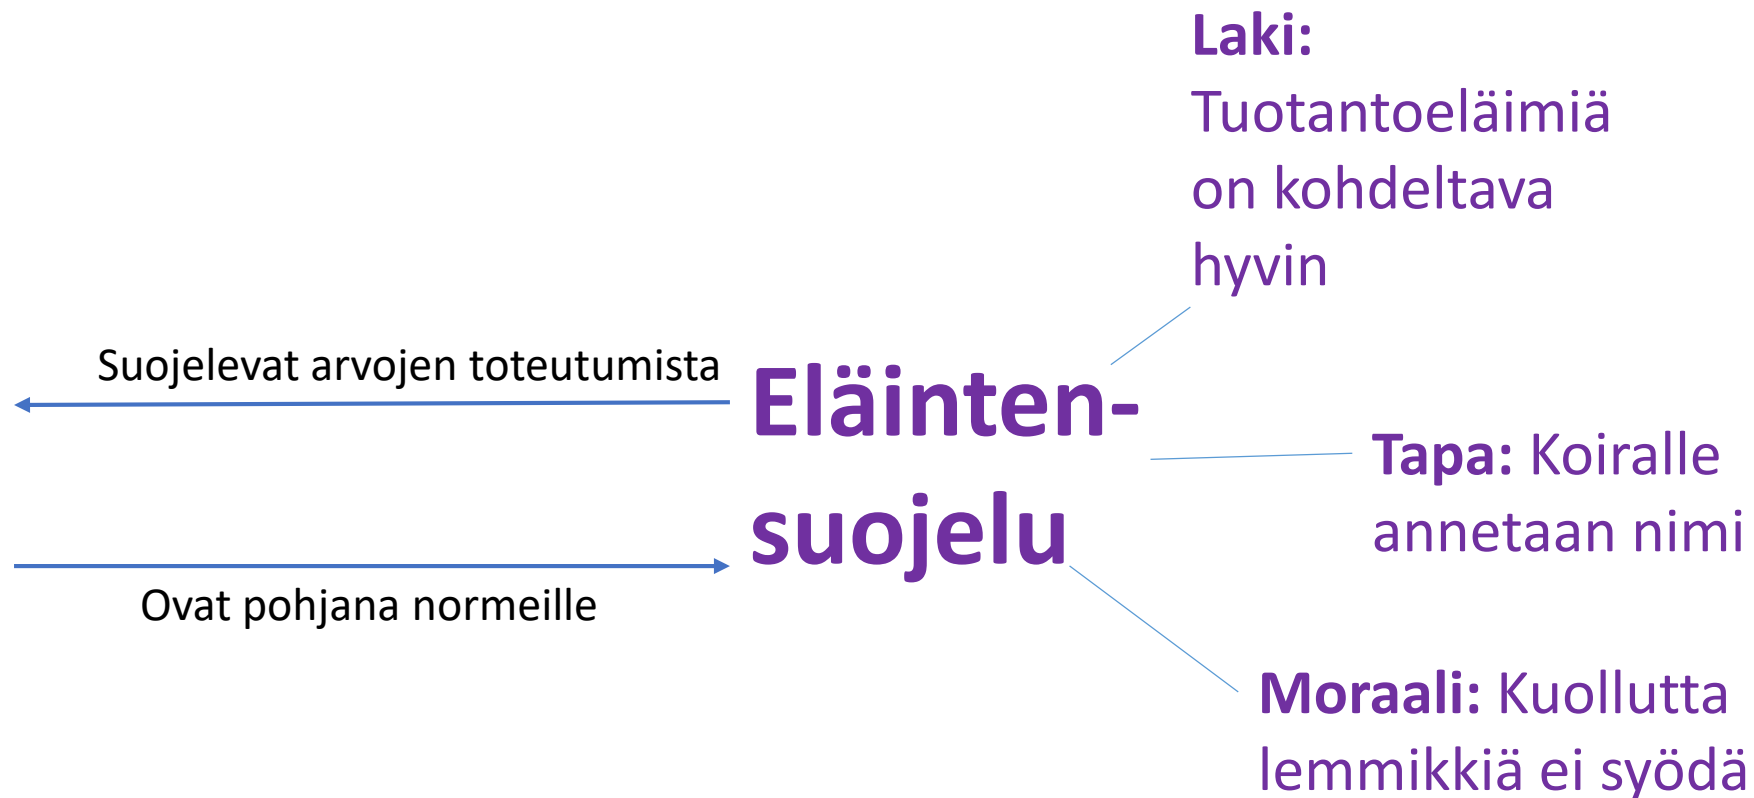 Laki:
Tuotantoeläimiä
on kohdeltava
hyvin
Suojelevat arvojen toteutumista
Eläinten-
suojelu
Tapa: Koiralle
annetaan nimi
Ovat pohjana normeille
Moraali: Kuollutta
lemmikkiä ei syödä